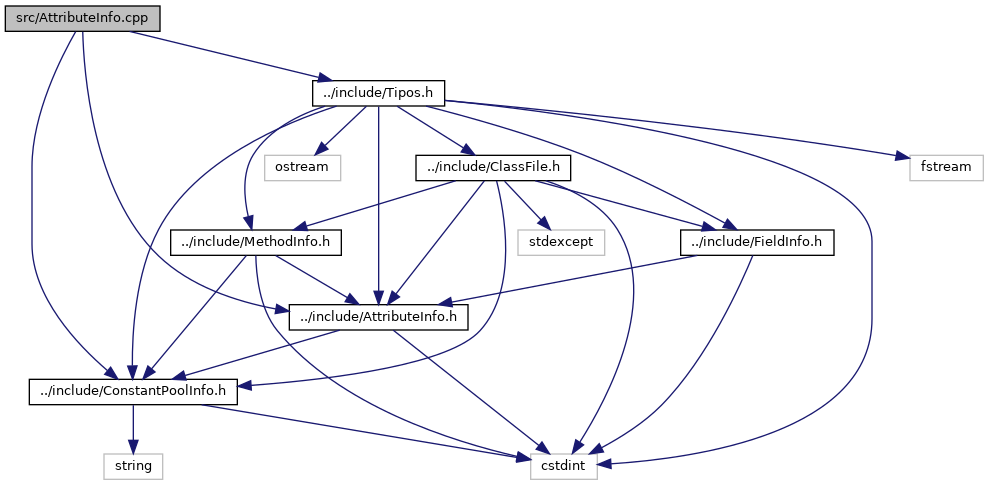 src/AttributeInfo.cpp
../include/Tipos.h
ostream
../include/ClassFile.h
fstream
../include/MethodInfo.h
stdexcept
../include/FieldInfo.h
../include/AttributeInfo.h
../include/ConstantPoolInfo.h
string
cstdint